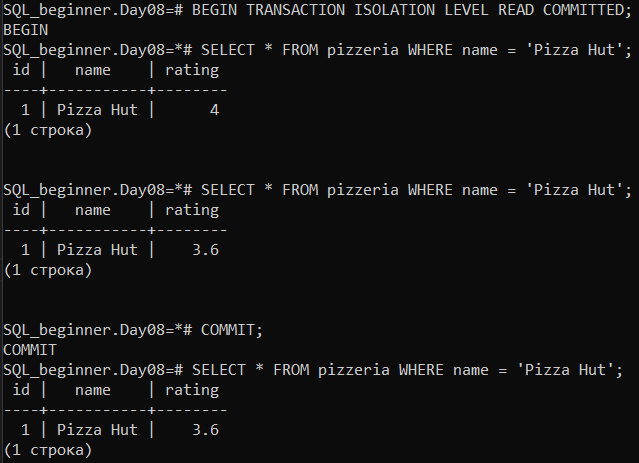 SQL_beginner.Day08=# BEGIN TRANSACTION ISOLATION LEVEL READ COMMITTED;
BEGIN
SQL_beginner.Day08=*# SELECT * FROM pizzeria WHERE name = 'Pizza Hut';
 id |   name    | rating
----+-----------+--------
  1 | Pizza Hut |      4
(1 строка)
SQL_beginner.Day08=*# SELECT * FROM pizzeria WHERE name = 'Pizza Hut';
 id |   name    | rating
----+-----------+--------
  1 | Pizza Hut |    3.6
(1 строка)
SQL_beginner.Day08=*# COMMIT;
COMMIT
SQL_beginner.Day08=# SELECT * FROM pizzeria WHERE name = 'Pizza Hut';
 id |   name    | rating
----+-----------+--------
  1 | Pizza Hut |    3.6
(1 строка)